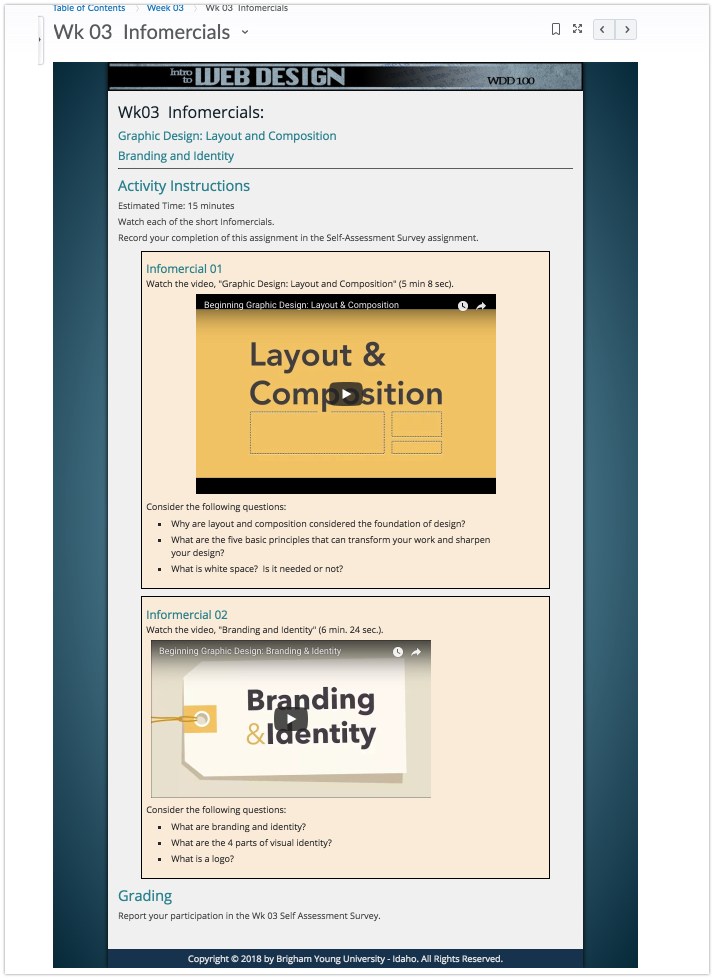 Table of Contents > Week 03 > Wk 03 Infomercials
Wk 03 Infomercials
Intro to WEB DESIGN WDD 100
Wk03 Infomercials:
Graphic Design: Layout and Composition
Branding and Identity
Activity Instructions
Estimated Time: 15 minutes
Watch each of the short Infomercials.
Record your completion of this assignment in the Self-Assessment Survey assignment.
Infomercial 01
Watch the video, "Graphic Design: Layout and Composition" (5 min 8 sec).
Beginning Graphic Design: Layout & Composition
Layout &
Composition
Consider the following questions:
▪ Why are layout and composition considered the foundation of design?
▪ What are the five basic principles that can transform your work and sharpen
your design?
▪ What is white space? Is it needed or not?
Informercial 02
Watch the video, "Branding and Identity" (6 min. 24 sec.).
Beginning Graphic Design: Branding & Identity
Branding
&Identity
Consider the following questions:
▪ What are branding and identity?
▪ What are the 4 parts of visual identity?
▪ What is a logo?
Grading
Report your participation in the Wk 03 Self Assessment Survey.
Copyright © 2018 by Brigham Young University - Idaho. All Rights Reserved.